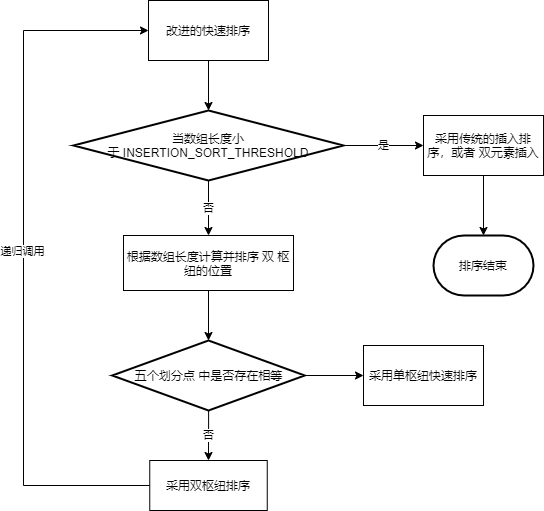 改进的快速排序
当数组长度小
于 INSERTION_SORT_THRESHOLD
是
采用传统的插入排
序，或者 双元素插入
否
递归调用
根据数组长度计算并排序 双 枢
纽的位置
排序结束
五个划分点 中是否存在相等
采用单枢纽快速排序
否
采用双枢纽排序